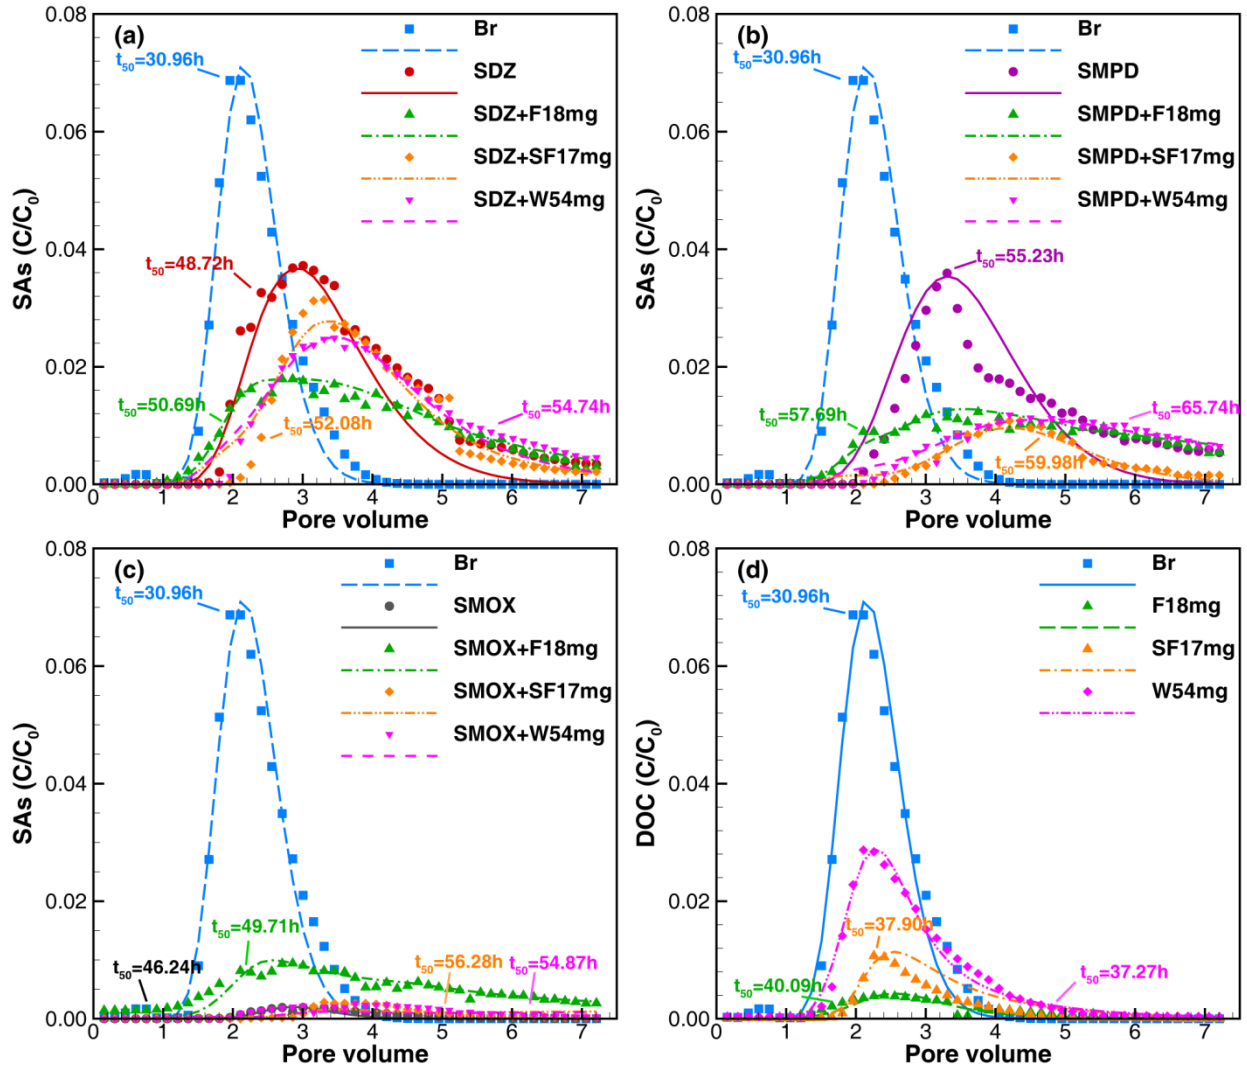 (a)
Br
SDZ
SDZ+F18mg
SDZ+SF17mg
SDZ+W54mg
t50=30.96h
t50=48.72h
t50=50.69h
t50=52.08h
t50=54.74h
SAs (C/C0)
0.08
0.06
0.04
0.02
0.00
0 1 2 3 4 5 6 7
Pore volume
(b)
Br
SMPD
SMPD+F18mg
SMPD+SF17mg
SMPD+W54mg
t50=30.96h
t50=55.23h
t50=57.69h
t50=65.74h
t50=59.98h
SAs (C/C0)
0.08
0.06
0.04
0.02
0.00
0 1 2 3 4 5 6 7
Pore volume
(c)
Br
SMOX
SMOX+F18mg
SMOX+SF17mg
SMOX+W54mg
t50=30.96h
t50=49.71h
t50=46.24h
t50=56.28h
t50=54.87h
SAs (C/C0)
0.08
0.06
0.04
0.02
0.00
0 1 2 3 4 5 6 7
Pore volume
(d)
Br
F18mg
SF17mg
W54mg
t50=30.96h
t50=37.90h
t50=40.09h
t50=37.27h
DOC (C/C0)
0.08
0.06
0.04
0.02
0.00
0 1 2 3 4 5 6 7
Pore volume